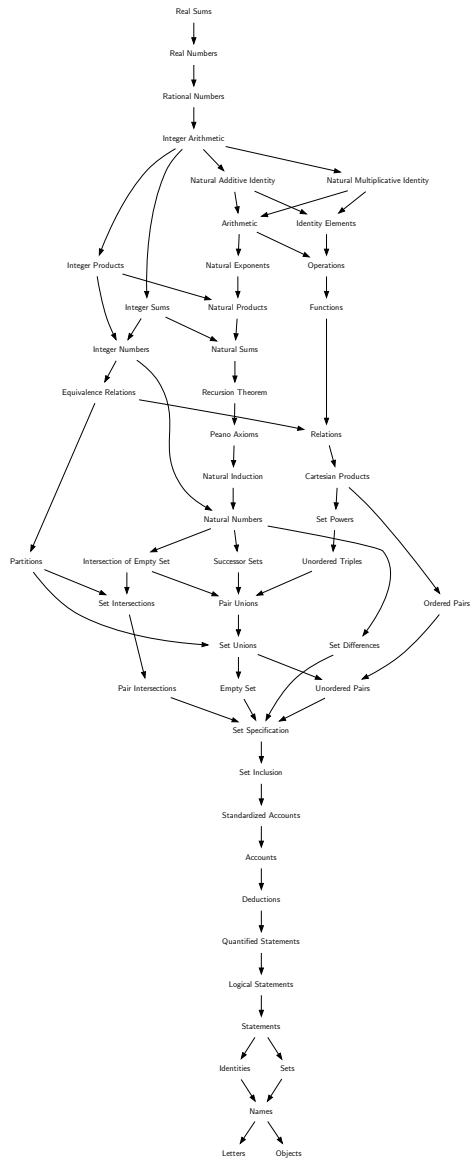 Real Sums
Real Numbers
Rational Numbers
Integer Arithmetic
Natural Additive Identity
Natural Multiplicative Identity
Arithmetic
Identity Elements
Integer Products
Natural Exponents
Operations
Integer Sums
Natural Products
Functions
Integer Numbers
Natural Sums
Equivalence Relations
Recursion Theorem
Peano Axioms
Relations
Natural Induction
Cartesian Products
Natural Numbers
Set Powers
Partitions
Intersection of Empty Set
Successor Sets
Unordered Triples
Set Intersections
Pair Unions
Ordered Pairs
Set Unions
Set Differences
Pair Intersections
Empty Set
Unordered Pairs
Set Specification
Set Inclusion
Standardized Accounts
Accounts
Deductions
Quantified Statements
Logical Statements
Statements
Identities
Sets
Names
Letters
Objects